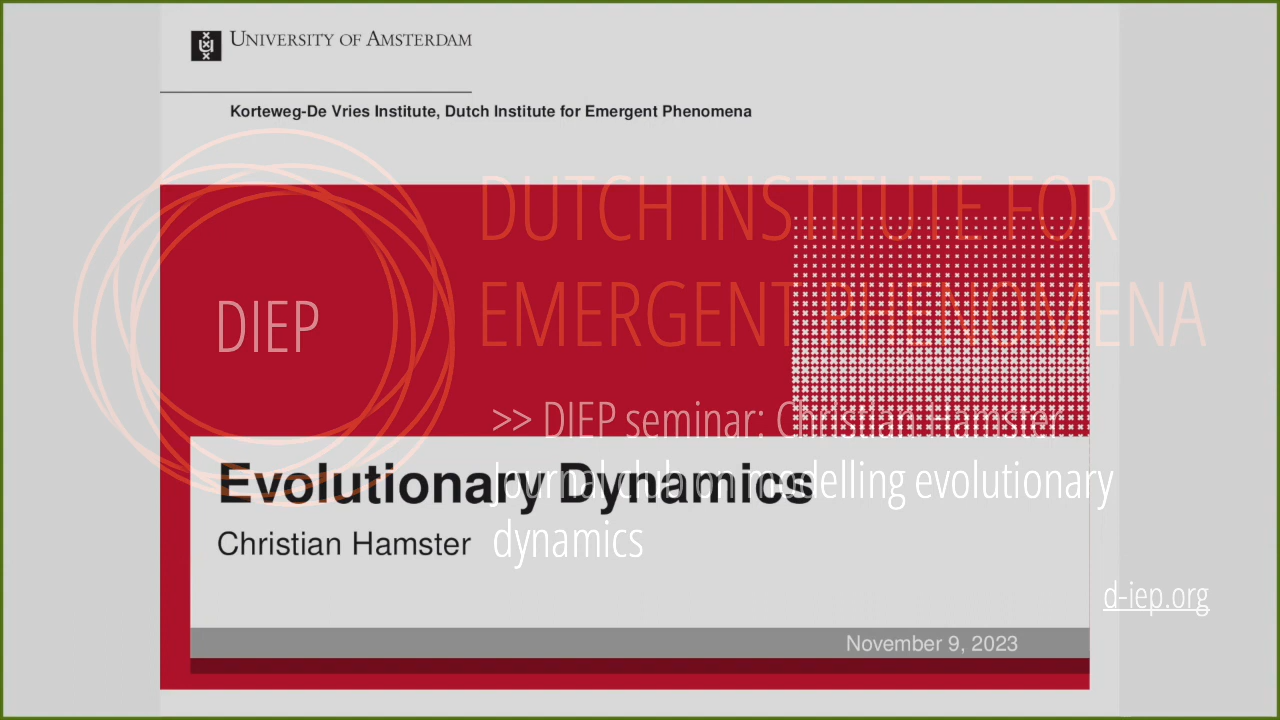 UNIVERSITY OF AMSTERDAM
Korteweg-De Vries Institute, Dutch Institute for Emergent Phenomena
DIEP
DUTCH INSTITUTE FOR
EMERGENT PHENOMENA
>> DIEP seminar: Christian Hamster
Journal club on modelling evolutionary
dynamics
Evolutionary Dynamics
Christian Hamster
d-iep.org
November 9, 2023